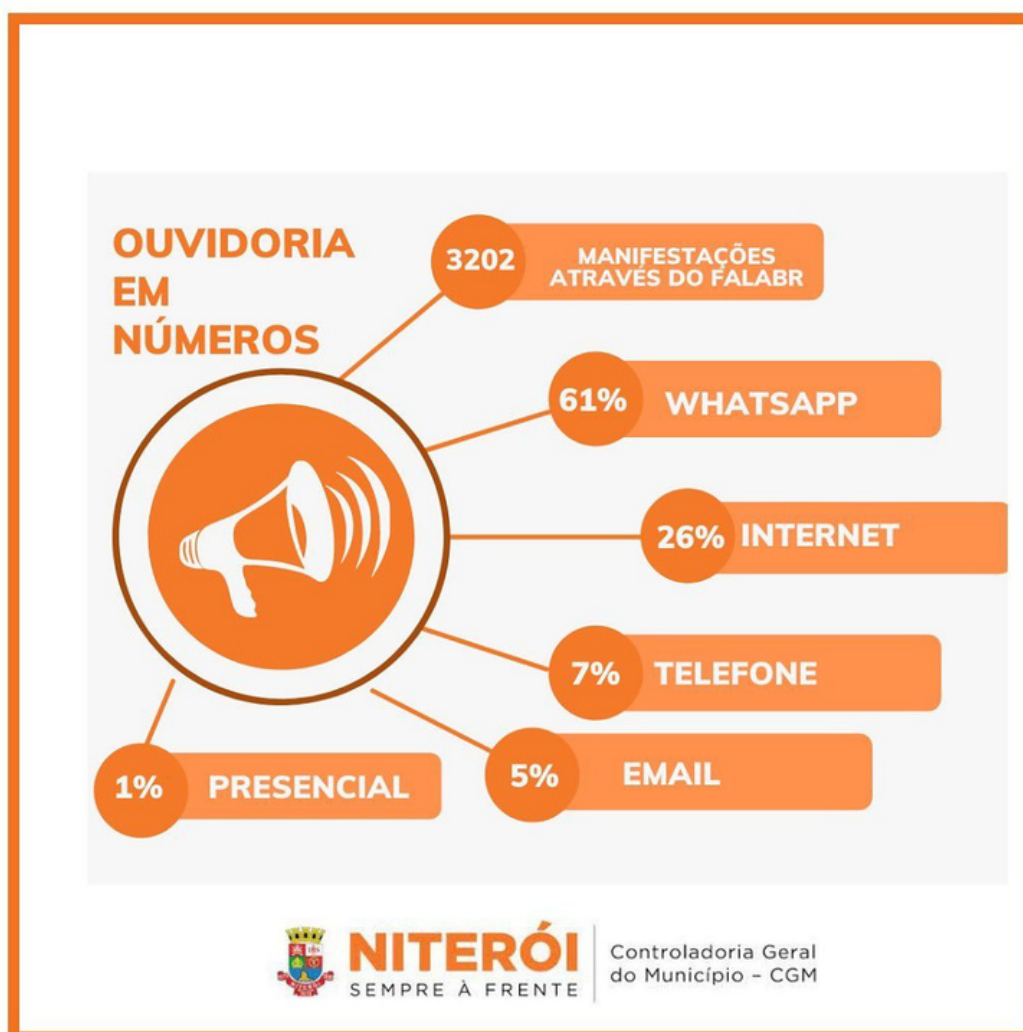 OUVIDORIA
EM
NÚMEROS
3202
MANIFESTAÇÕES
ATRAVÉS DO FALABR
61% WHATSAPP
26% INTERNET
7% TELEFONE
5% EMAIL
1% PRESENCIAL
NITERÓI
SEMPRE À FRENTE
Controladoria Geral
do Município – CGM